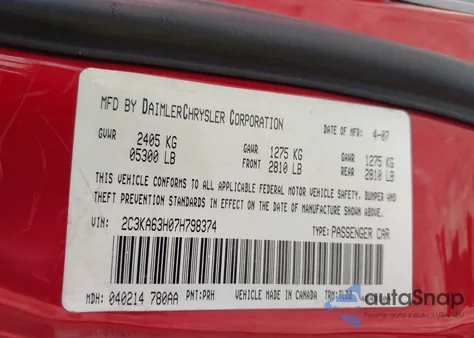 MFD BY DAIMLERCHRYSLER CORPORATION DATE OF MFR: 4-07
GVWR 2405 KG 05300 LB GAWR FRONT 1275 KG 2810 LB GAWR REAR 1275 KG 2810 LB
THIS VEHICLE CONFORMS TO ALL APPLICABLE FEDERAL MOTOR VEHICLE SAFETY, BUMPER AND
THEFT PREVENTION STANDARDS IN EFFECT ON THE DATE OF MANUFACTURE SHOWN ABOVE.
VIN: 2C3KA63H07H798374 TYPE: PASSENGER CAR
MDH: 040214 780AA PNT: PRH VEHICLE MADE IN CANADA TRM:
autaSnap